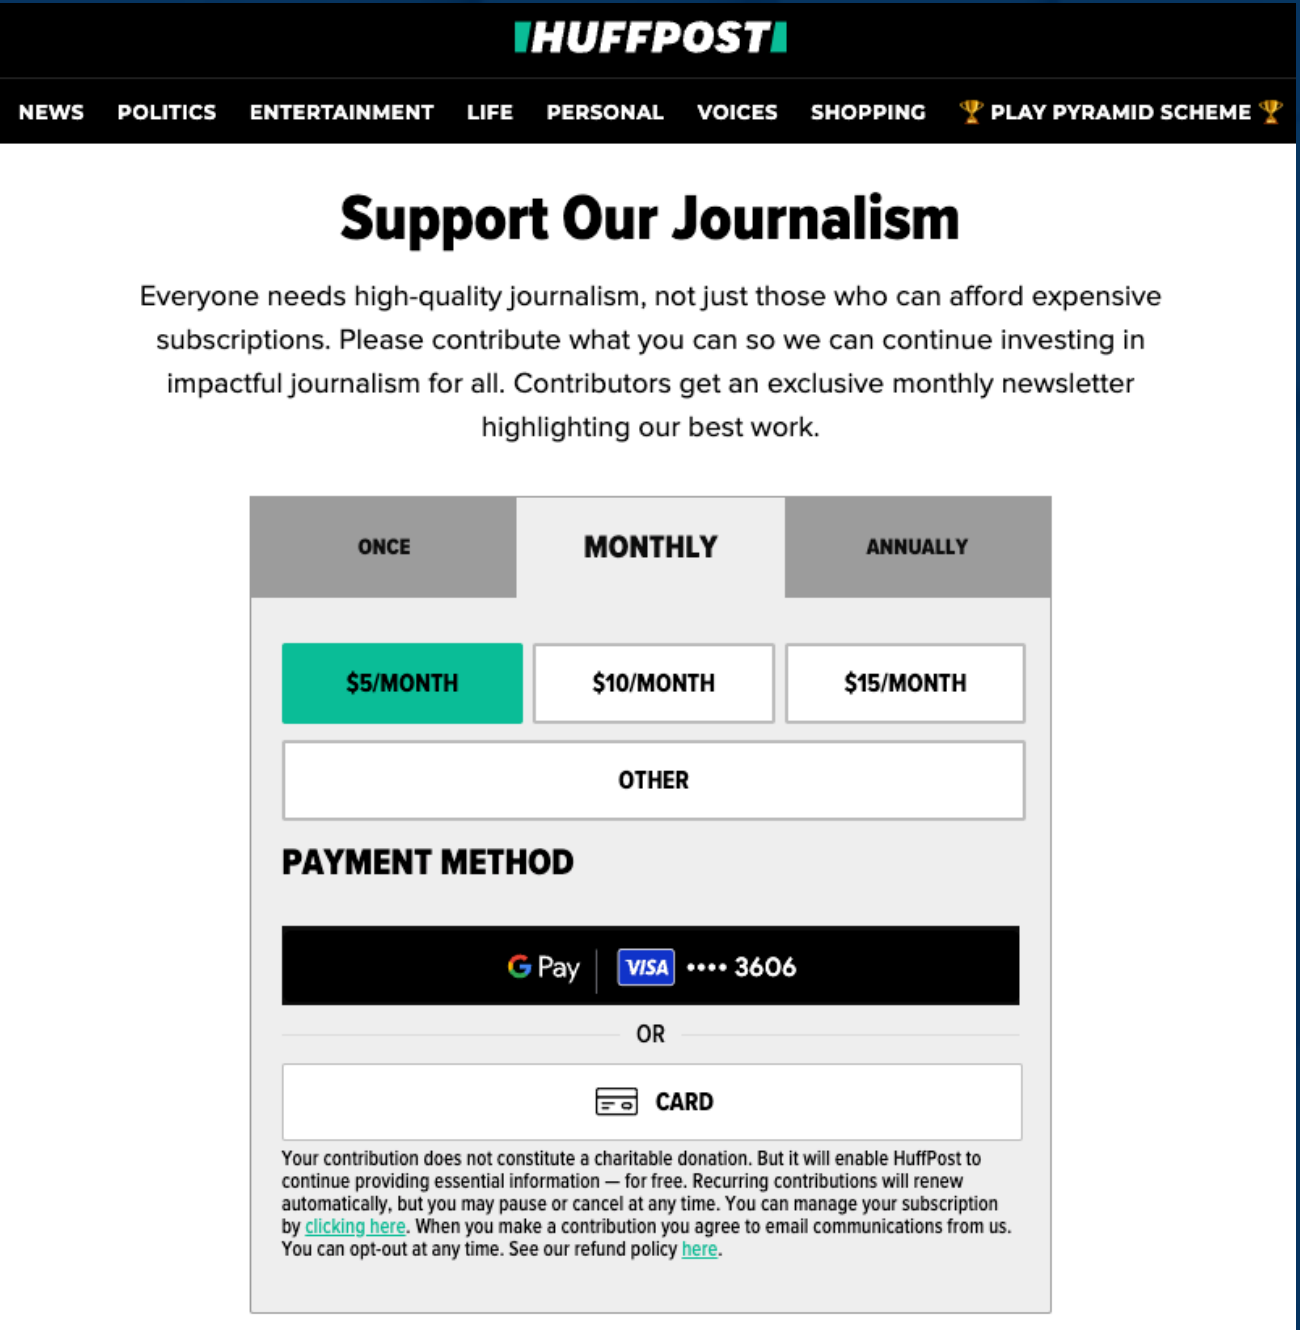 HUFFPOST
NEWS POLITICS ENTERTAINMENT LIFE PERSONAL VOICES SHOPPING 🏆 PLAY PYRAMID SCHEME 🏆
Support Our Journalism
Everyone needs high-quality journalism, not just those who can afford expensive
subscriptions. Please contribute what you can so we can continue investing in
impactful journalism for all. Contributors get an exclusive monthly newsletter
highlighting our best work.
ONCE MONTHLY ANNUALLY
$5/MONTH $10/MONTH $15/MONTH
OTHER
PAYMENT METHOD
G Pay VISA •••• 3606
OR
CARD
Your contribution does not constitute a charitable donation. But it will enable HuffPost to
continue providing essential information — for free. Recurring contributions will renew
automatically, but you may pause or cancel at any time. You can manage your subscription
by clicking here. When you make a contribution you agree to email communications from us.
You can opt-out at any time. See our refund policy here.